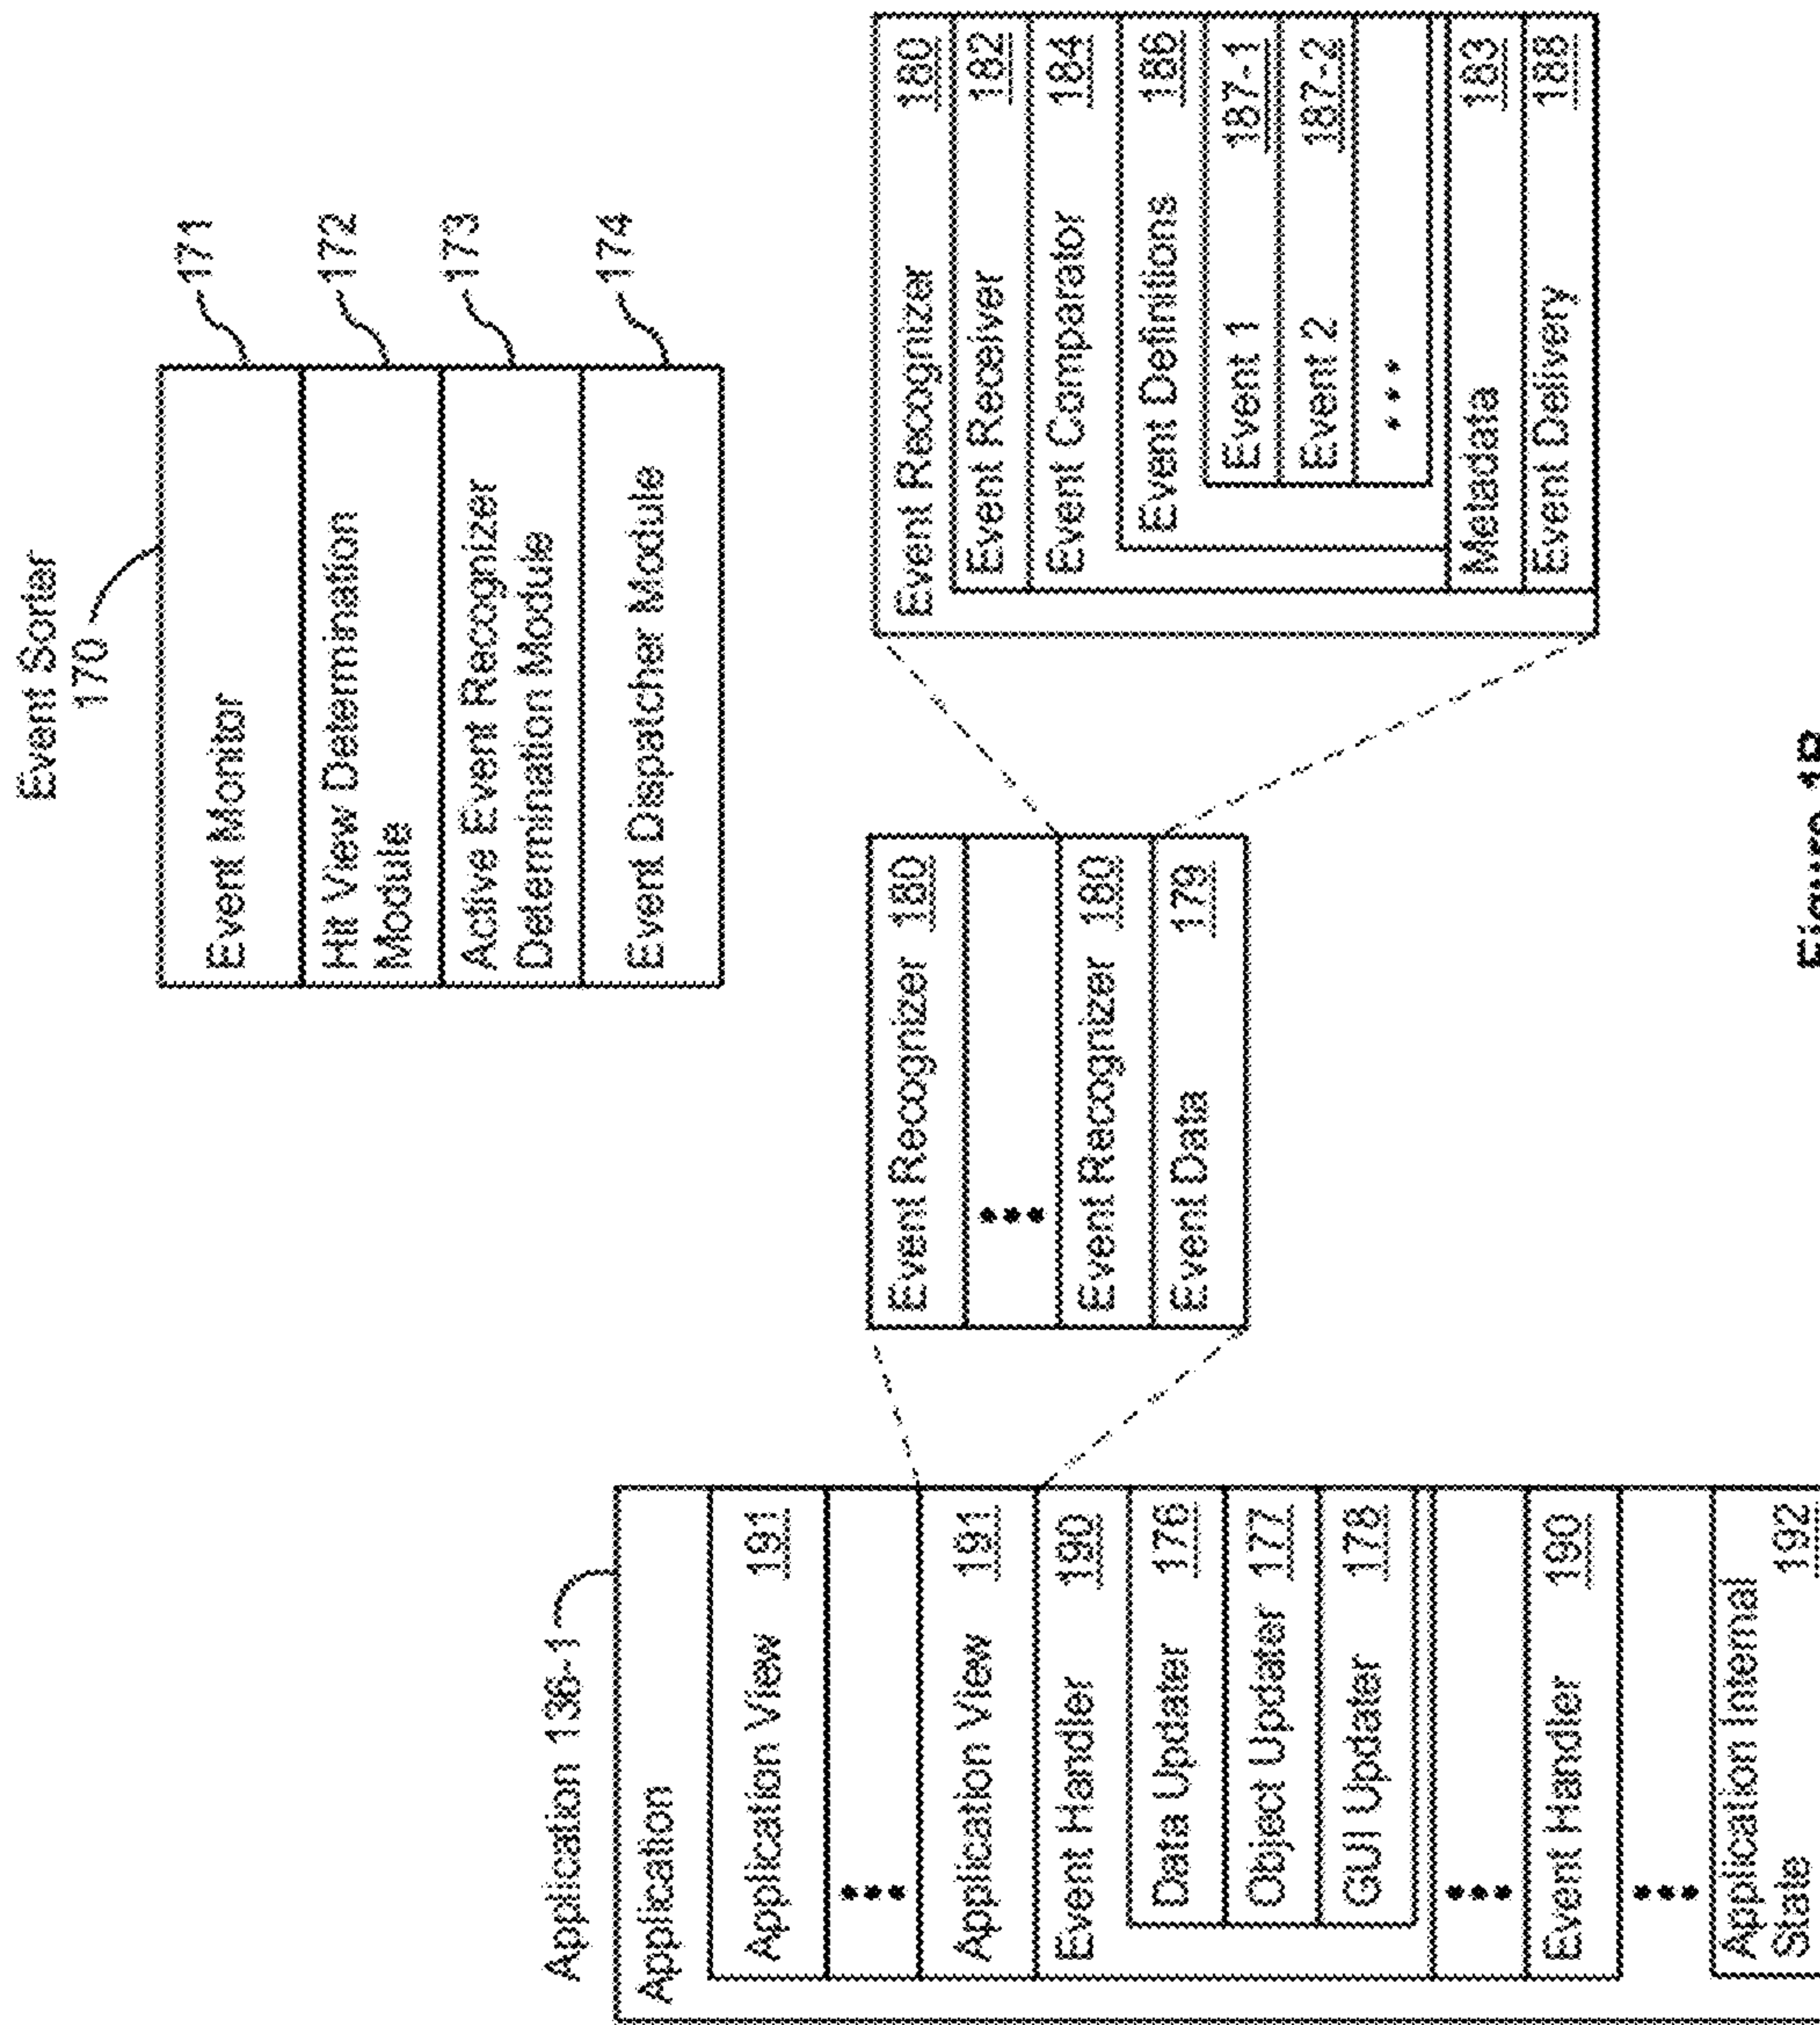 Event Sorter
170
Event Monitor 171
Hit View Determination
Module 172
Active Event Recognizer
Determination Module 173
Event Dispatcher Module 174
Application 136-1
Application
Application View 191
•••
Application View 191
Event Handler 190
Data Updater 176
Object Updater 177
GUI Updater 178
•••
Event Handler 190
•••
Application Internal
State 192
Event Recognizer 180
•••
Event Recognizer 180
Event Data 179
Event Recognizer 180
Event Receiver 182
Event Comparator 184
Event Definitions 186
Event 1 187-1
Event 2 187-2
•••
Metadata 183
Event Delivery 188
Figure 1B